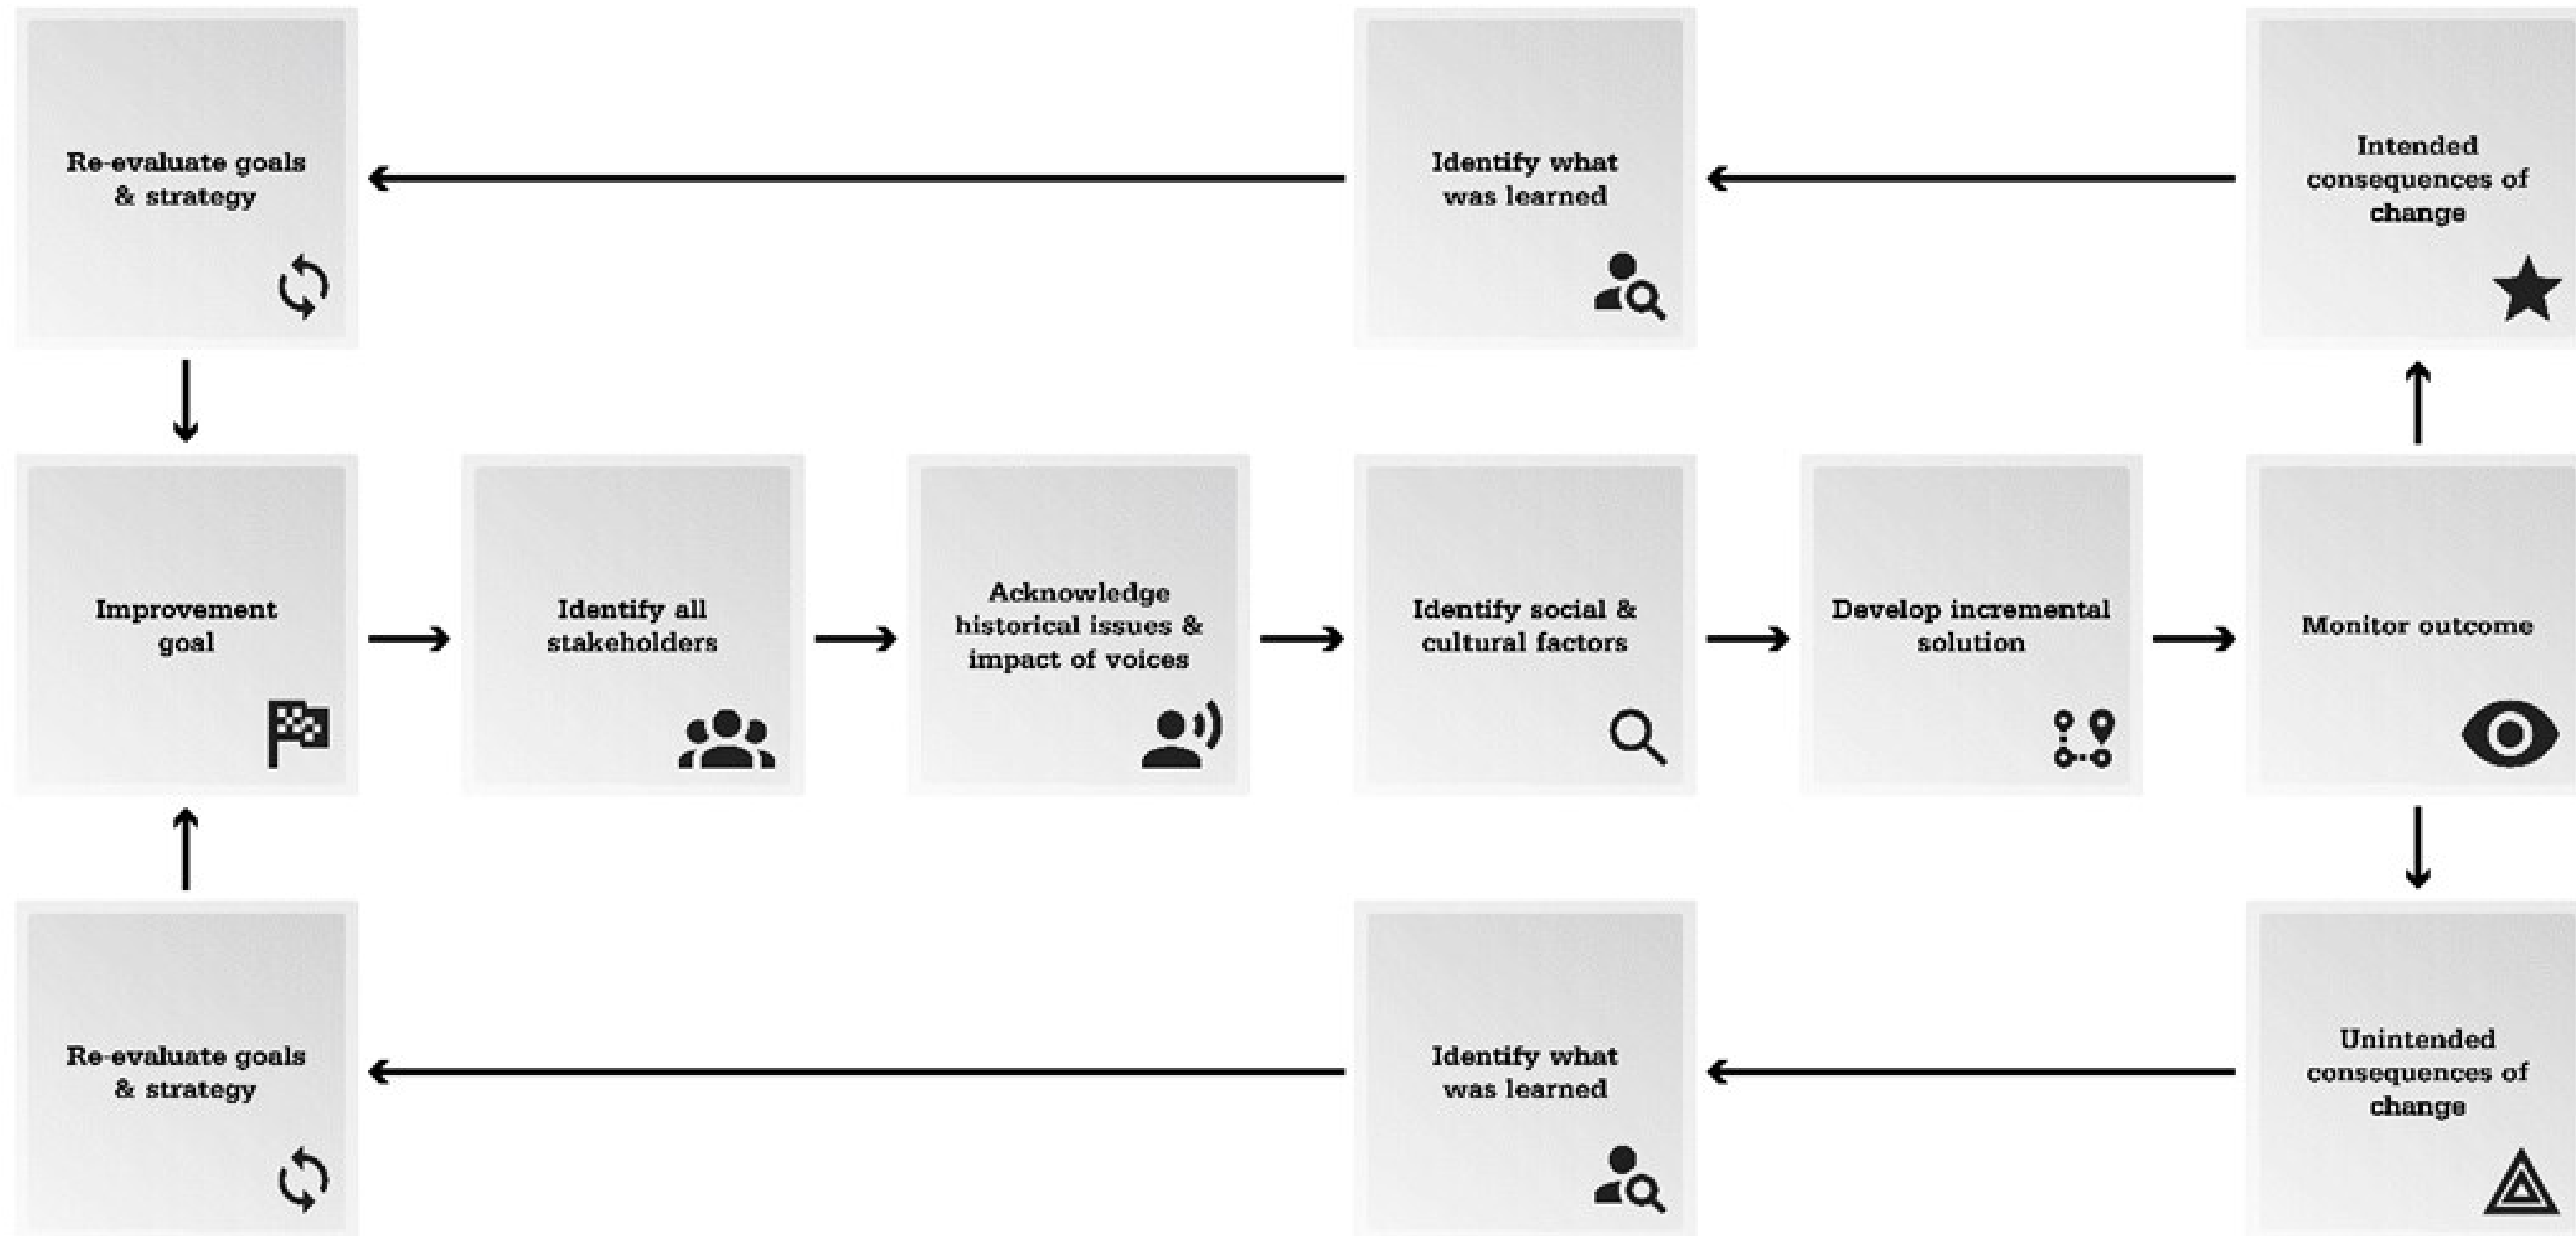 Re-evaluate goals
& strategy
Identify what
was learned
Intended
consequences of
change
Improvement
goal
Identify all
stakeholders
Acknowledge
historical issues &
impact of voices
Identify social &
cultural factors
Develop incremental
solution
Monitor outcome
Re-evaluate goals
& strategy
Identify what
was learned
Unintended
consequences of
change